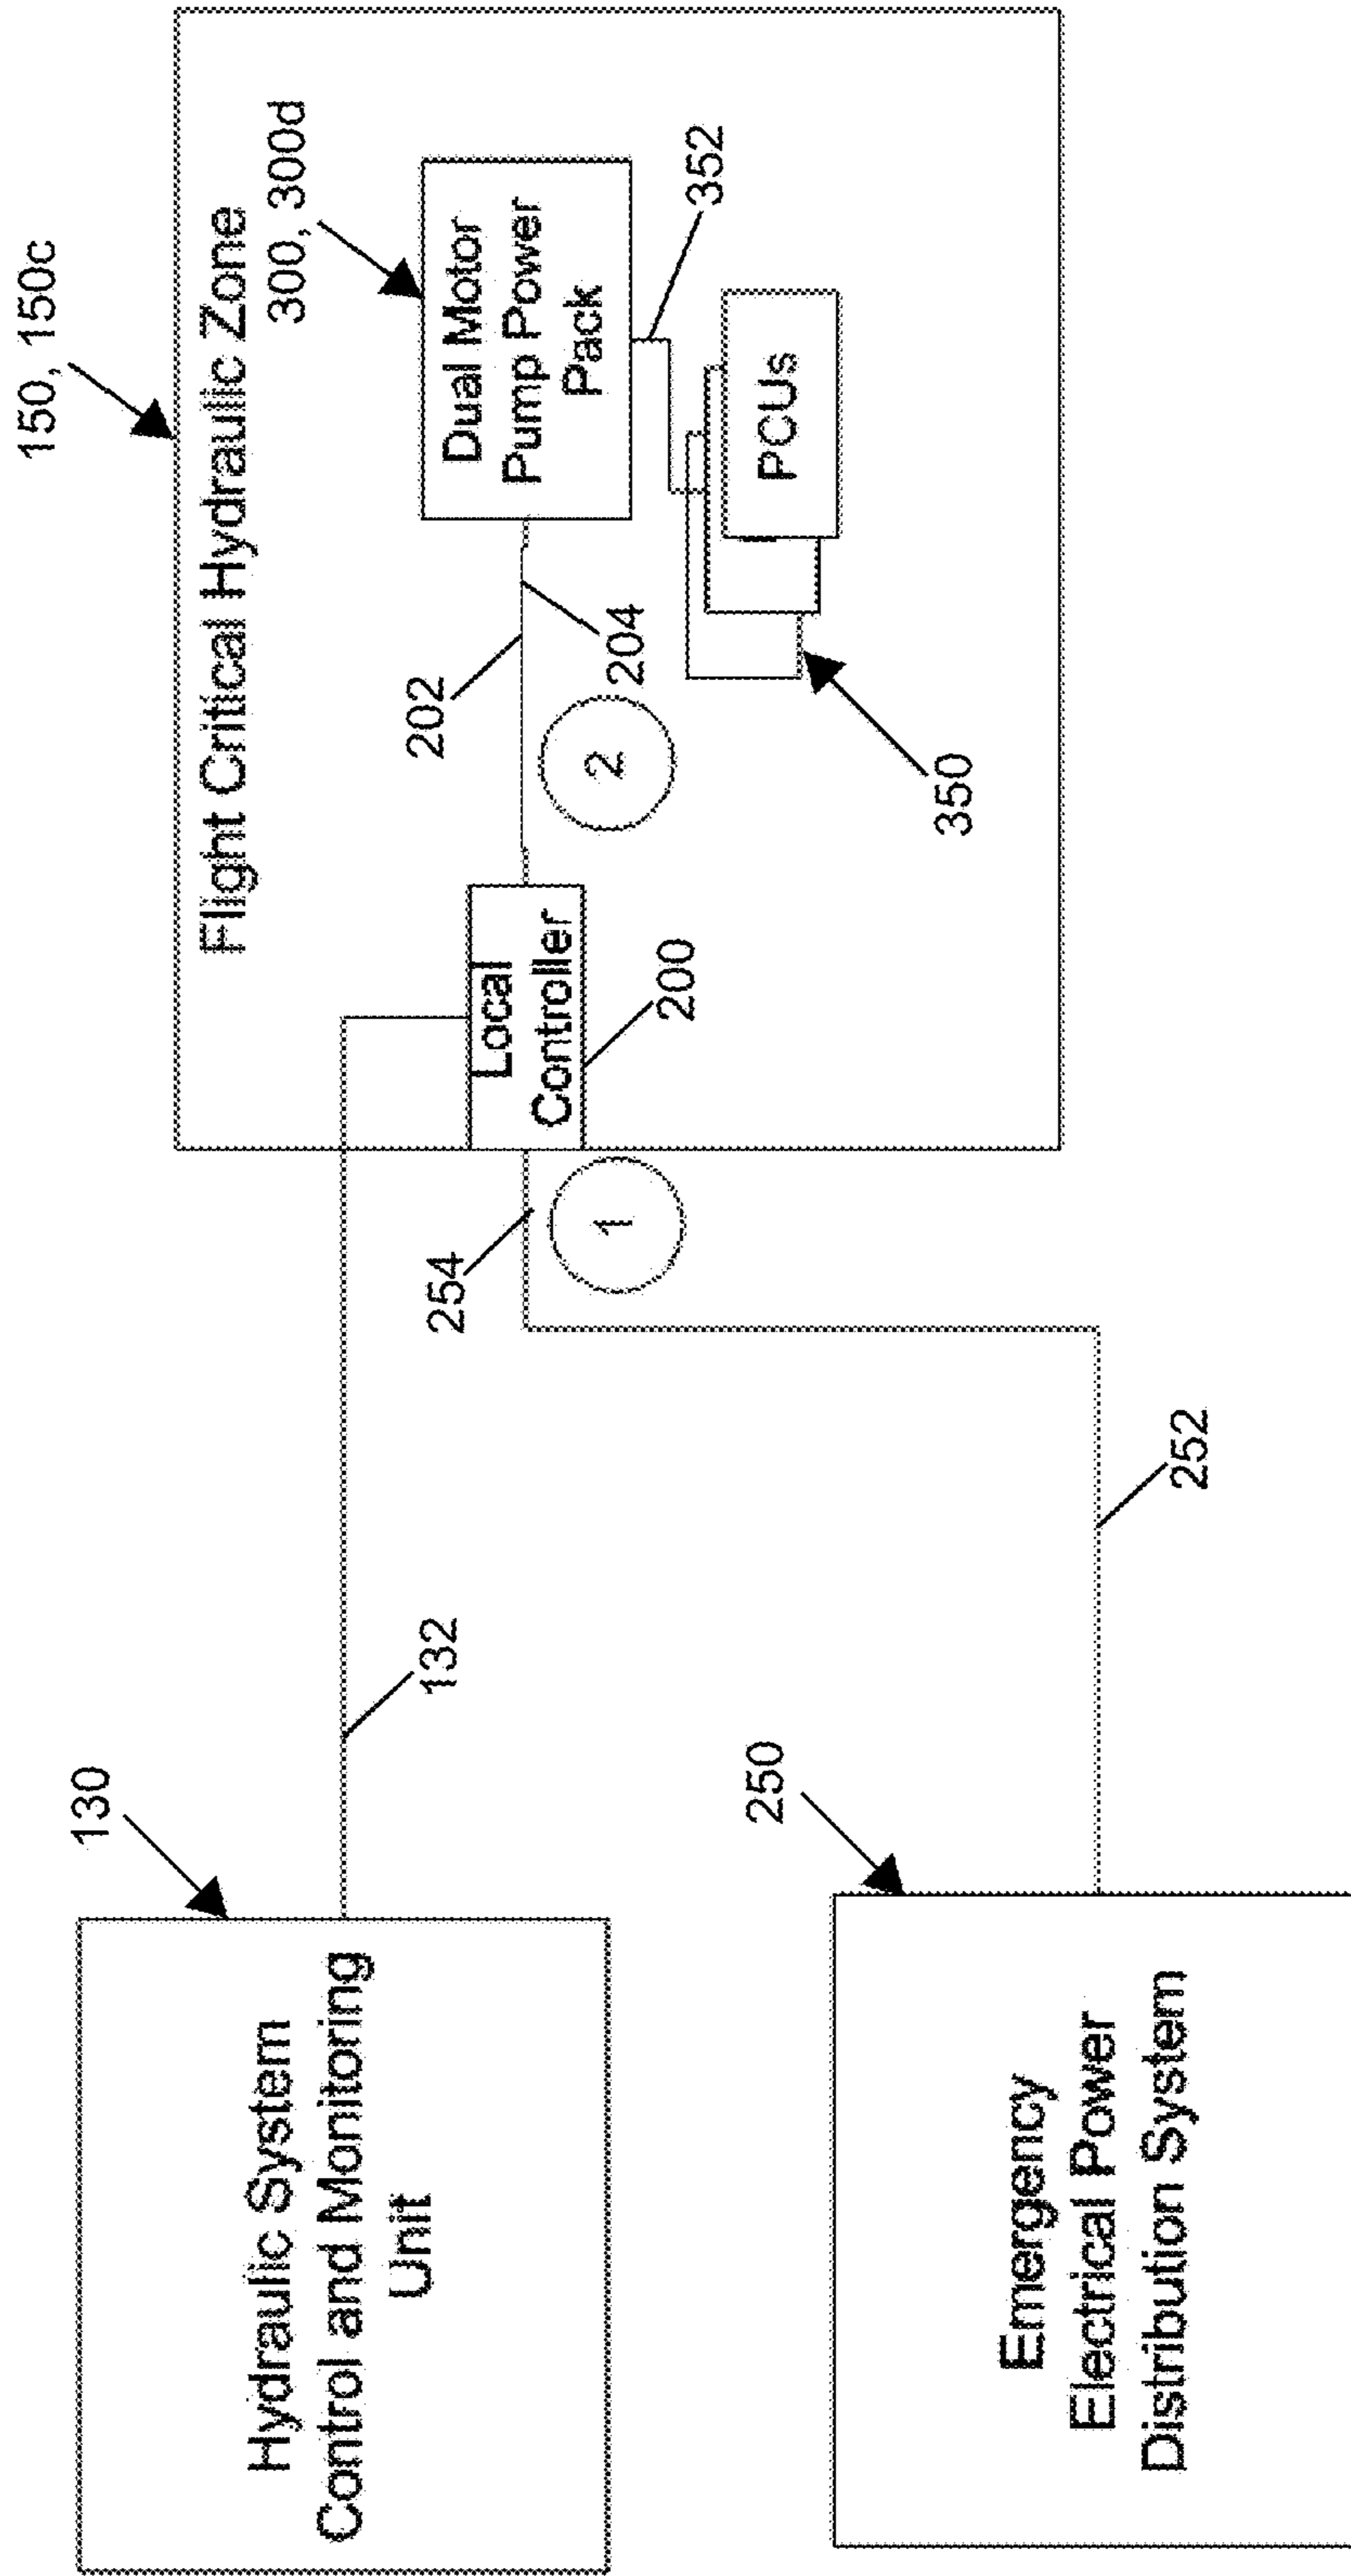 150, 150c
Flight Critical Hydraulic Zone
300, 300d
Dual Motor
Pump Power
Pack
352
202
204
2
PCUs
350
Local
Controller
200
254
1
132
252
130
Hydraulic System
Control and Monitoring
Unit
250
Emergency
Electrical Power
Distribution System